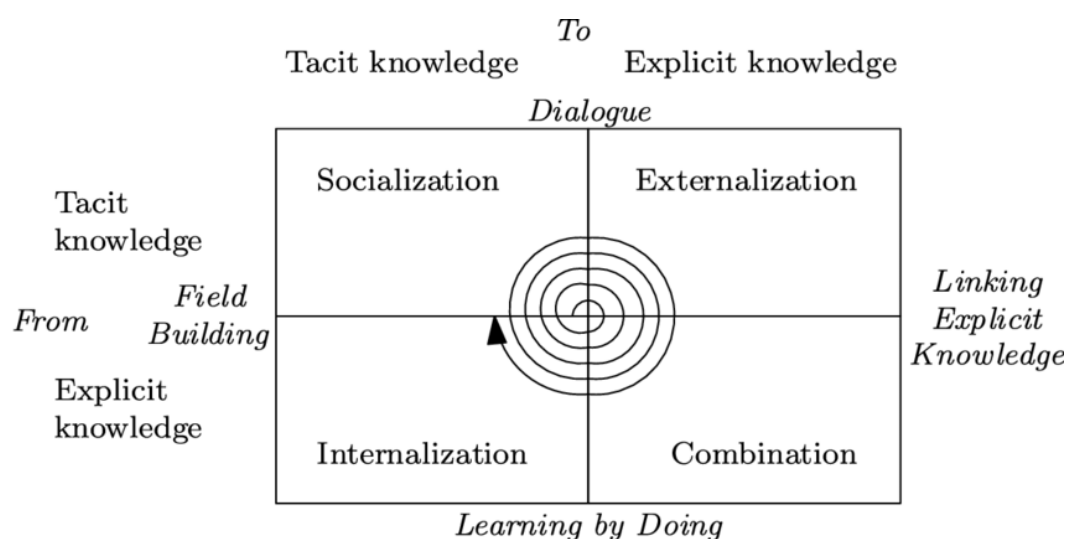 To
Tacit knowledge Explicit knowledge
Dialogue
Socialization Externalization
Tacit
knowledge
From
Field
Building
Linking
Explicit
Knowledge
Explicit
knowledge
Internalization Combination
Learning by Doing